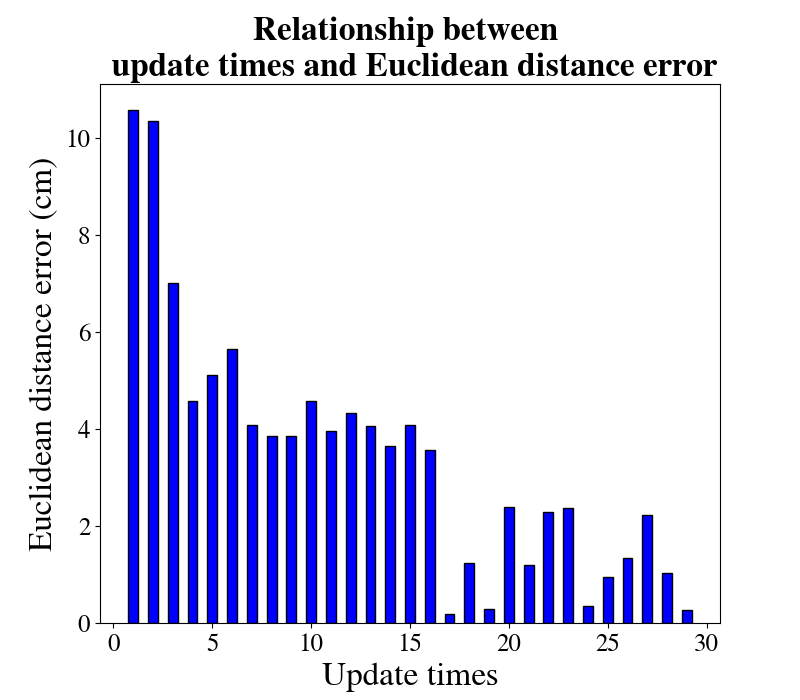 Relationship between
update times and Euclidean distance error
Euclidean distance error (cm)
10
8
6
4
2
0
0 5 10 15 20 25 30
Update times